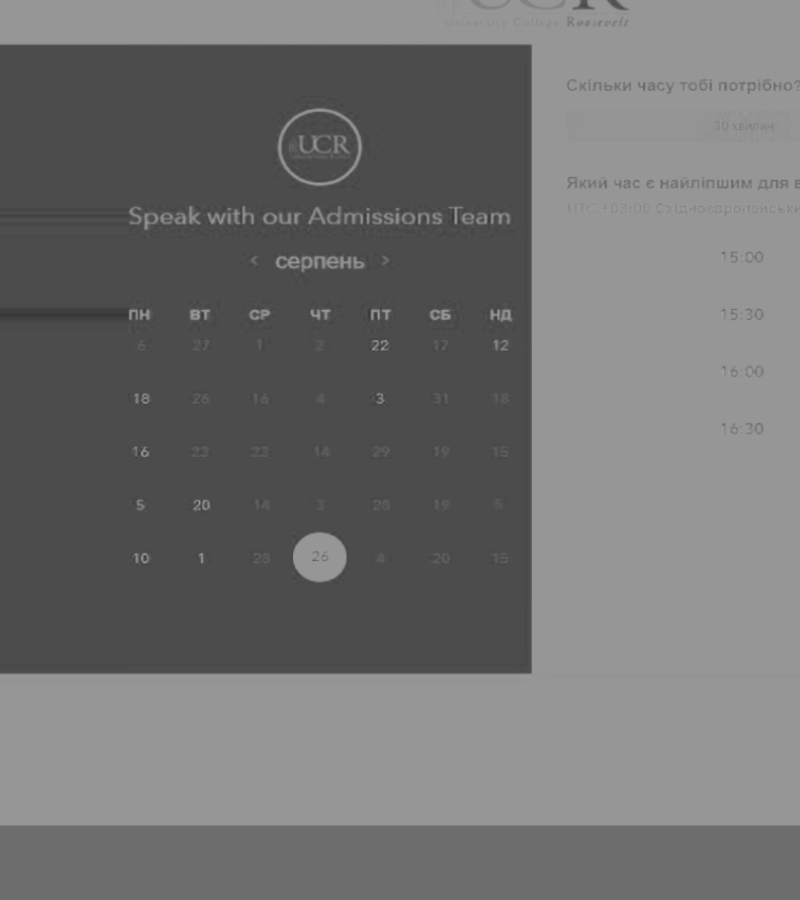 UCR
University College Roosevelt
UCR
Speak with our Admissions Team
< серпень >
ПН ВТ СР ЧТ ПТ СБ НД
6 27 1 2 22 17 12
18 26 16 4 3 31 18
16 23 23 14 29 19 15
5 20 14 3 28 19 5
10 1 28 26 4 20 15
Скільки часу тобі потрібно?
30 хвилин
Який час є найліпшим для
UTC +03:00 Східноєвропейськи
15:00
15:30
16:00
16:30